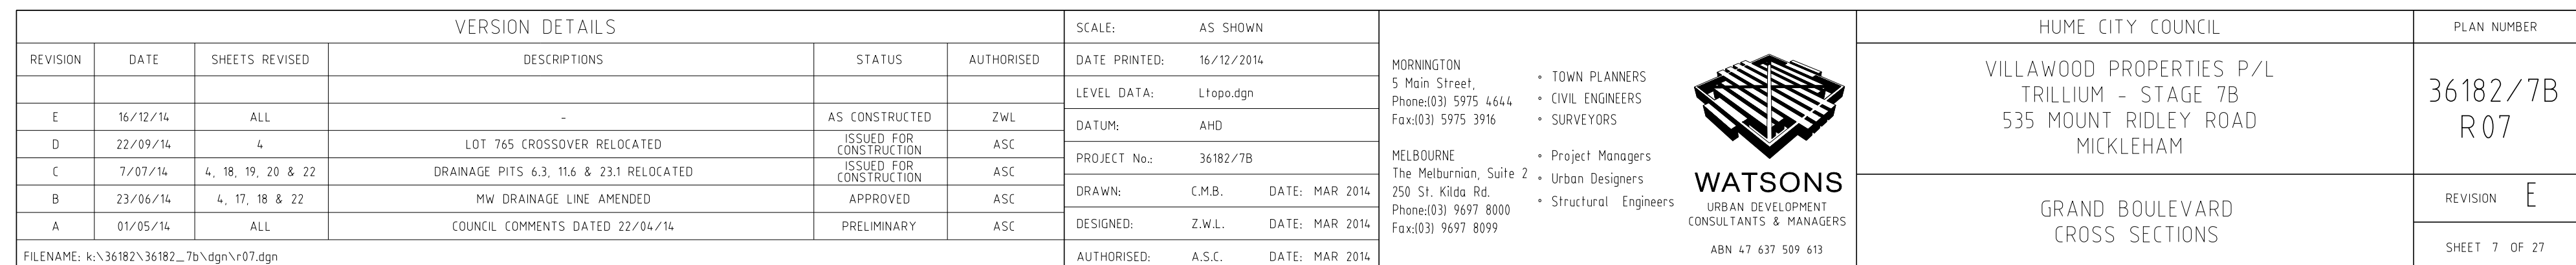 VERSION DETAILS
REVISION DATE SHEETS REVISED DESCRIPTIONS STATUS AUTHORISED
E 16/12/14 ALL - AS CONSTRUCTED ZWL
D 22/09/14 4 LOT 765 CROSSOVER RELOCATED ISSUED FOR CONSTRUCTION ASC
C 7/07/14 4, 18, 19, 20 & 22 DRAINAGE PITS 6.3, 11.6 & 23.1 RELOCATED ISSUED FOR CONSTRUCTION ASC
B 23/06/14 4, 17, 18 & 22 MW DRAINAGE LINE AMENDED APPROVED ASC
A 01/05/14 ALL COUNCIL COMMENTS DATED 22/04/14 PRELIMINARY ASC
FILENAME: k:\36182\36182_7b\dgn\r07.dgn
SCALE: AS SHOWN
DATE PRINTED: 16/12/2014
LEVEL DATA: Ltopo.dgn
DATUM: AHD
PROJECT No.: 36182/7B
DRAWN: C.M.B. DATE: MAR 2014
DESIGNED: Z.W.L. DATE: MAR 2014
AUTHORISED: A.S.C. DATE: MAR 2014
MORNINGTON
5 Main Street,
Phone:(03) 5975 4644
Fax:(03) 5975 3916
MELBOURNE
The Melburnian, Suite 2
250 St. Kilda Rd.
Phone:(03) 9697 8000
Fax:(03) 9697 8099
° TOWN PLANNERS
° CIVIL ENGINEERS
° SURVEYORS
° Project Managers
° Urban Designers
° Structural Engineers
WATSONS
URBAN DEVELOPMENT
CONSULTANTS & MANAGERS
ABN 47 637 509 613
HUME CITY COUNCIL
VILLAWOOD PROPERTIES P/L
TRILLIUM - STAGE 7B
535 MOUNT RIDLEY ROAD
MICKLEHAM
GRAND BOULEVARD
CROSS SECTIONS
PLAN NUMBER
36182/7B
R07
REVISION E
SHEET 7 OF 27